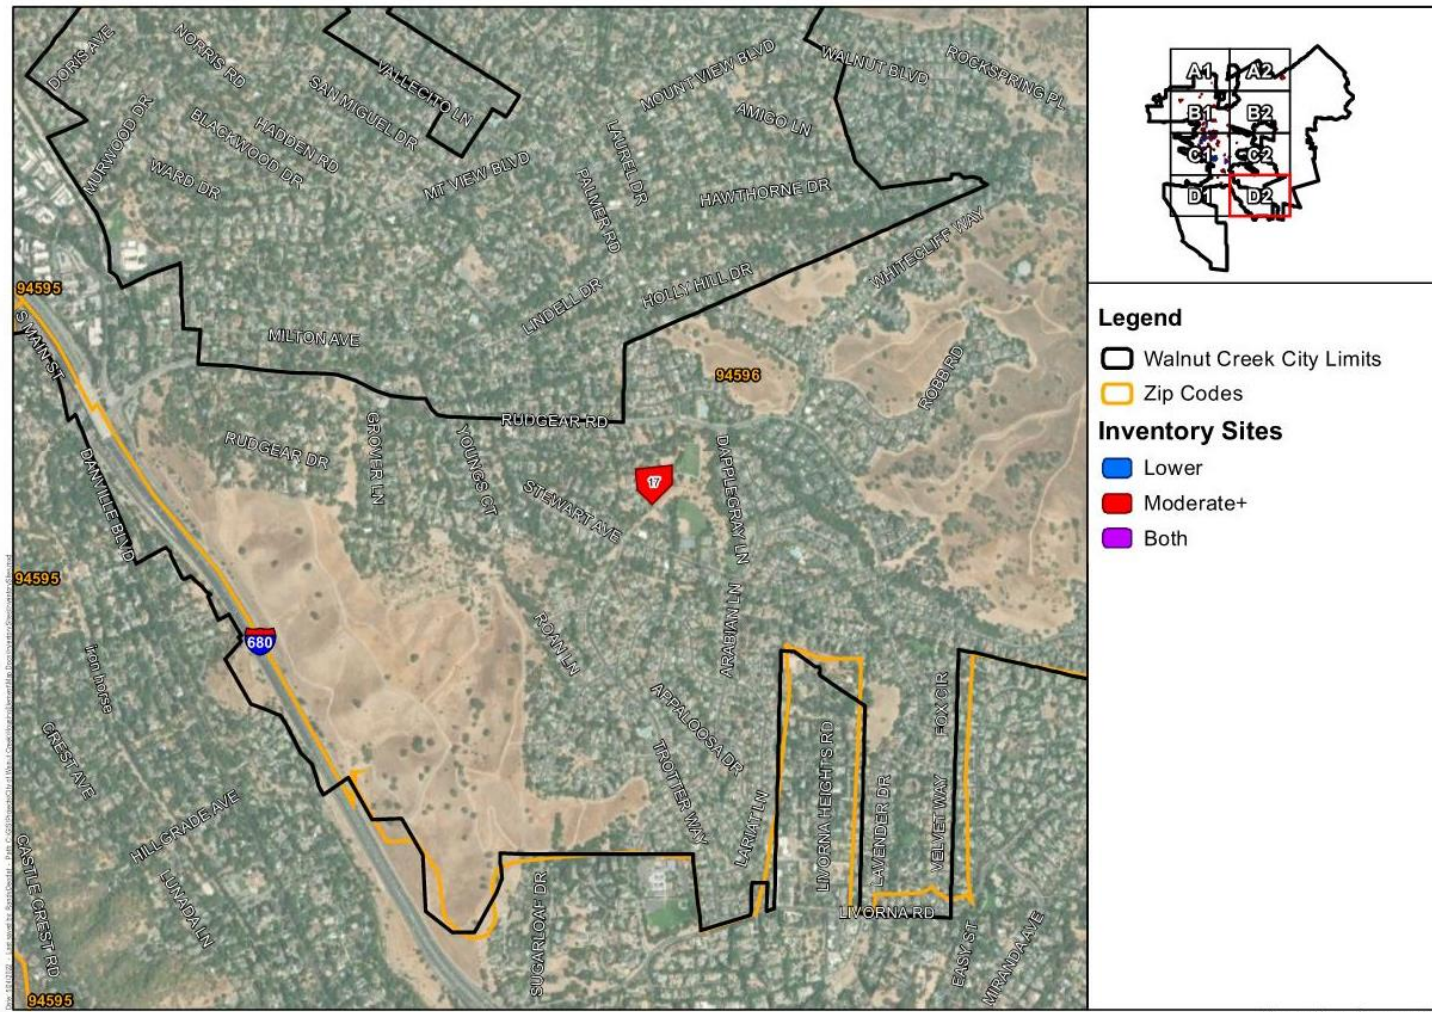 DORIS AVE
NORRIS RD
VALLECITO LN
SAN MIGUEL DR
MOUNT VIEW BLVD
WALNUT BLVD
ROCKSPRING PL
MURWOOD DR
BLACKWOOD DR
HADDEN RD
AMIGO LN
WARD DR
MT VIEW BLVD
LAUREL DR
PALMER RD
HAWTHORNE DR
WHITECLIFF WAY
94595
S MAIN ST
MILTON AVE
LINDELL DR
HOLLY HILL DR
94596
ROBB RD
RUDGEAR RD
RUDGEAR DR
GROVER LN
YOUNGS CT
DANVILLE BLVD
STEWART AVE
17
DAPPLEGRAY LN
94595
680
Iron horse
ROAN LN
ARABIAN LN
CREST AVE
APPALOOSA DR
TROTTER WAY
FOX CIR
HILLGRADE AVE
LARIAT LN
LIVORNA HEIGHTS RD
LAVENDER DR
VELVET WAY
CASTLE CREST RD
LUNADA LN
SUGARLOAF DR
LIVORNA RD
EASY ST
MIRANDA AVE
94595
A1
A2
B1
B2
C1
C2
D1
D2
Legend
Walnut Creek City Limits
Zip Codes
Inventory Sites
Lower
Moderate+
Both